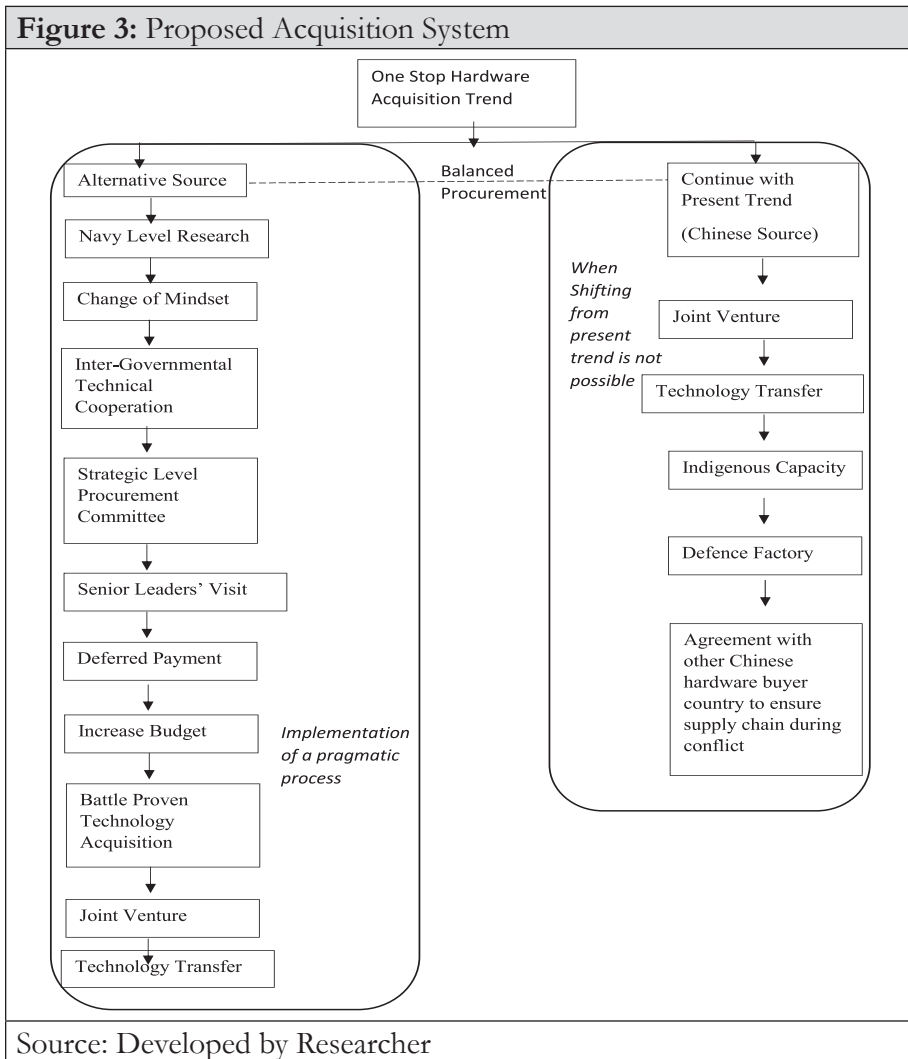 Figure 3: Proposed Acquisition System
One Stop Hardware
Acquisition Trend
Alternative Source
Navy Level Research
Change of Mindset
Inter-Governmental
Technical
Cooperation
Strategic Level
Procurement
Committee
Senior Leaders’ Visit
Deferred Payment
Increase Budget
Battle Proven
Technology
Acquisition
Joint Venture
Technology Transfer
Implementation
of a pragmatic
process
Balanced
Procurement
Continue with
Present Trend
(Chinese Source)
When
Shifting
from
present
trend is not
possible
Joint Venture
Technology Transfer
Indigenous Capacity
Defence Factory
Agreement with
other Chinese
hardware buyer
country to ensure
supply chain during
conflict
Source: Developed by Researcher